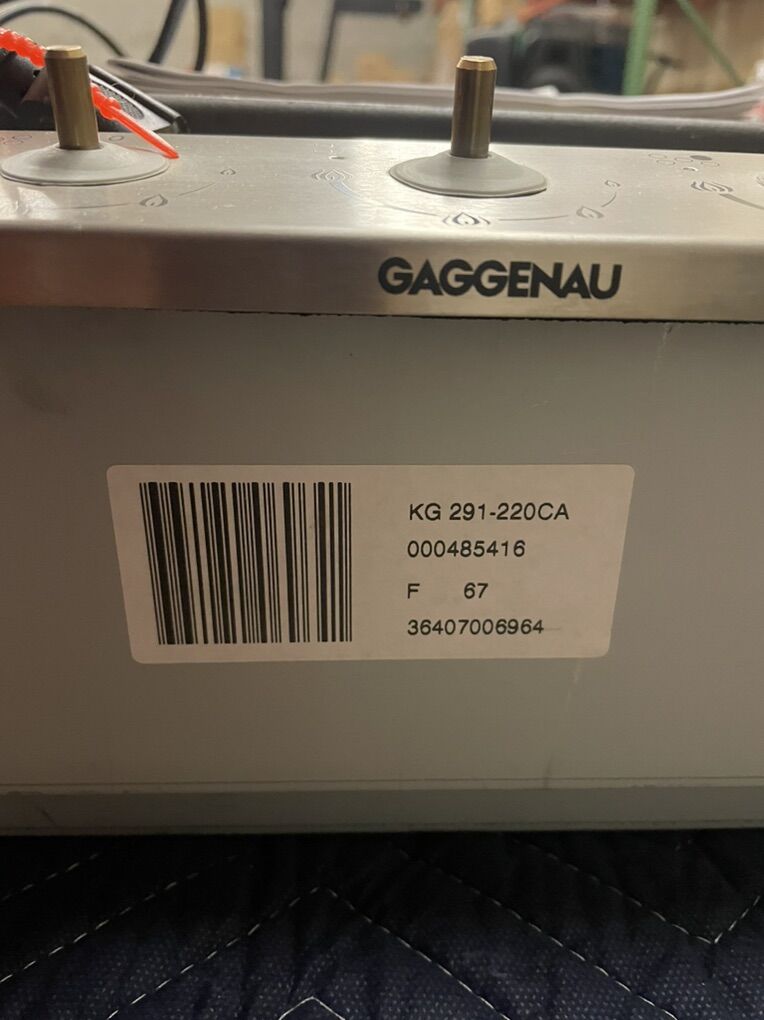 GAGGENAU
KG 291-220CA
000485416
F 67
36407006964